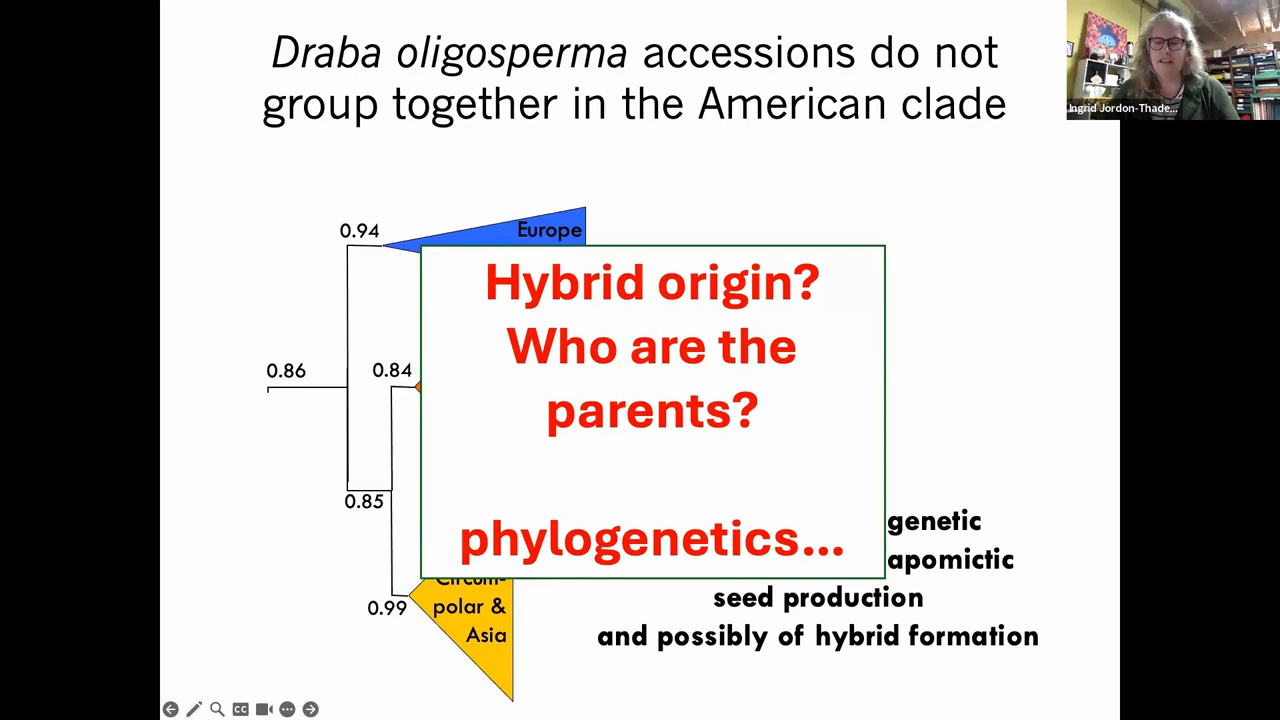 Draba oligosperma accessions do not
group together in the American clade
Ingrid Jordon-Thade...
0.94
Europe
Hybrid origin?
Who are the
parents?
0.86
0.84
0.85
phylogenetics...
genetic
apomictic
seed production
and possibly of hybrid formation
0.99
Circum-
polar &
Asia
CC